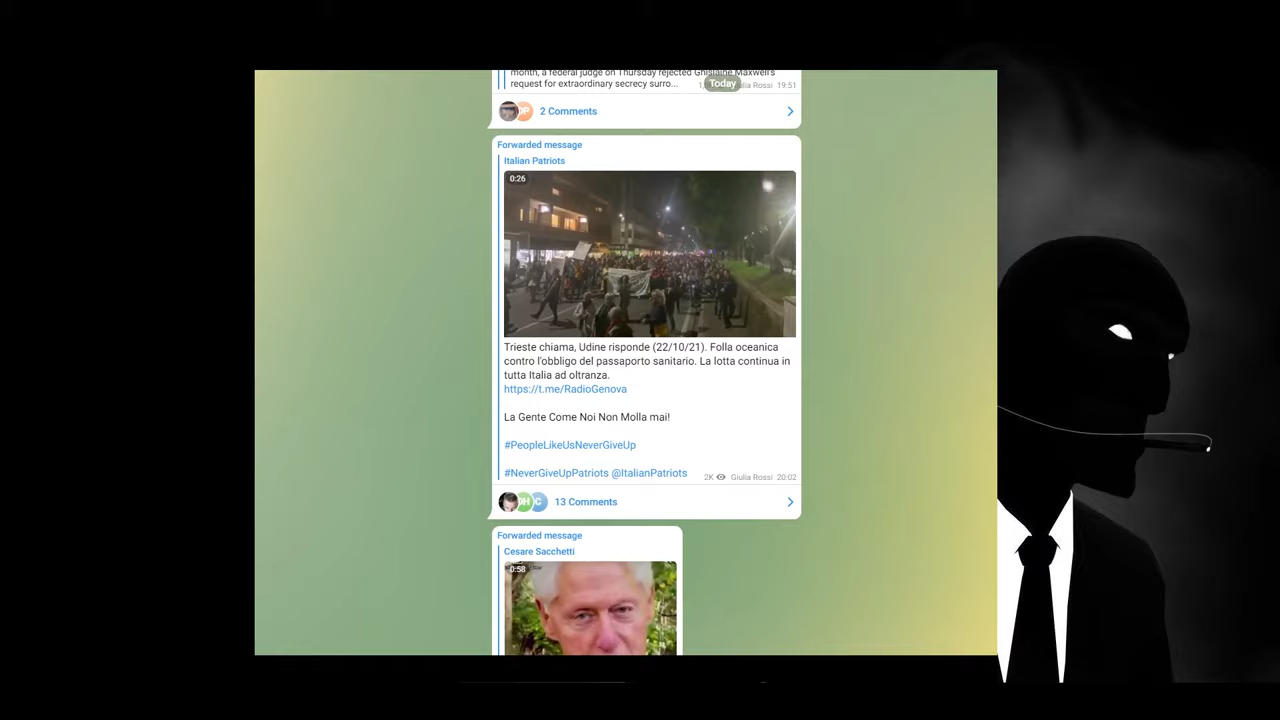 month, a federal judge on Thursday rejected Ghislaine Maxwell's
request for extraordinary secrecy surro...
Today
Rossi 19:51
2 Comments
Forwarded message
Italian Patriots
0:26
Trieste chiama, Udine risponde (22/10/21). Folla oceanica
contro l'obbligo del passaporto sanitario. La lotta continua in
tutta Italia ad oltranza.
https://t.me/RadioGenova
La Gente Come Noi Non Molla mai!
#PeopleLikeUsNeverGiveUp
#NeverGiveUpPatriots @ItalianPatriots
2K Giulia Rossi 20:02
13 Comments
Forwarded message
Cesare Sacchetti
0:58